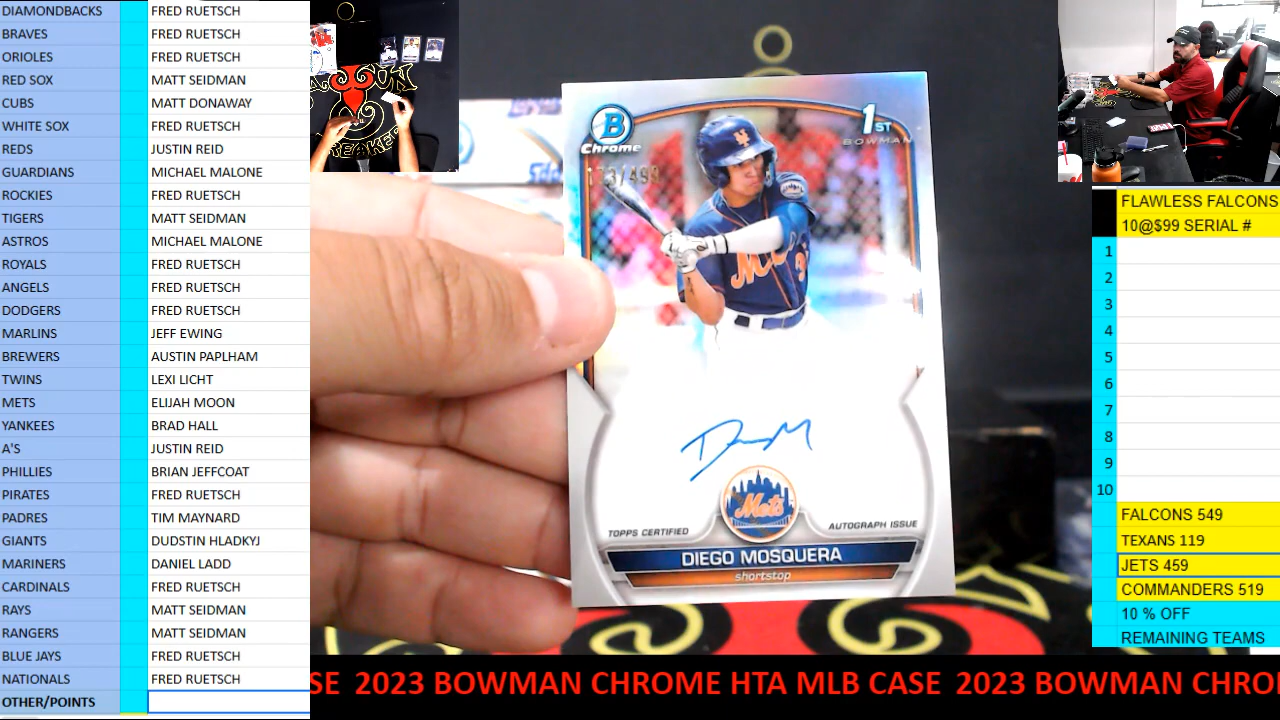 DIAMONDBACKS FRED RUETSCH
BRAVES FRED RUETSCH
ORIOLES FRED RUETSCH
RED SOX MATT SEIDMAN
CUBS MATT DONAWAY
WHITE SOX FRED RUETSCH
REDS JUSTIN REID
GUARDIANS MICHAEL MALONE
ROCKIES FRED RUETSCH
TIGERS MATT SEIDMAN
ASTROS MICHAEL MALONE
ROYALS FRED RUETSCH
ANGELS FRED RUETSCH
DODGERS FRED RUETSCH
MARLINS JEFF EWING
BREWERS AUSTIN PAPLHAM
TWINS LEXI LICHT
METS ELIJAH MOON
YANKEES BRAD HALL
A'S JUSTIN REID
PHILLIES BRIAN JEFFCOAT
PIRATES FRED RUETSCH
PADRES TIM MAYNARD
GIANTS DUDSTIN HLADKYJ
MARINERS DANIEL LADD
CARDINALS FRED RUETSCH
RAYS MATT SEIDMAN
RANGERS MATT SEIDMAN
BLUE JAYS FRED RUETSCH
NATIONALS FRED RUETSCH
OTHER/POINTS
B
Chrome
1ST
BOWMAN
Mets
TOPPS CERTIFIED
AUTOGRAPH ISSUE
DIEGO MOSQUERA
shortstop
FLAWLESS FALCONS
10@$99 SERIAL #
1
2
3
4
5
6
7
8
9
10
FALCONS 549
TEXANS 119
JETS 459
COMMANDERS 519
10 % OFF
REMAINING TEAMS
SE 2023 BOWMAN CHROME HTA MLB CASE 2023 BOWMAN CHRO